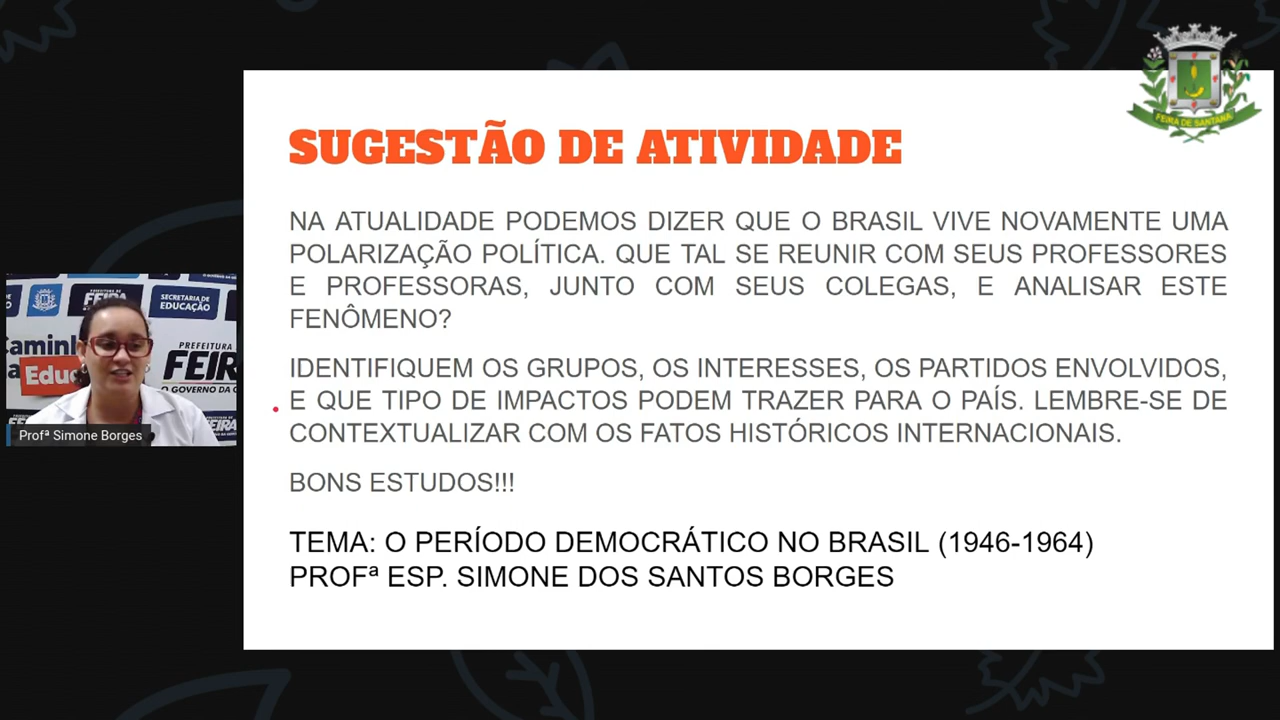 FEIRA DE SANTANA
SUGESTÃO DE ATIVIDADE
NA ATUALIDADE PODEMOS DIZER QUE O BRASIL VIVE NOVAMENTE UMA
POLARIZAÇÃO POLÍTICA. QUE TAL SE REUNIR COM SEUS PROFESSORES
E PROFESSORAS, JUNTO COM SEUS COLEGAS, E ANALISAR ESTE
FENÔMENO?
IDENTIFIQUEM OS GRUPOS, OS INTERESSES, OS PARTIDOS ENVOLVIDOS,
E QUE TIPO DE IMPACTOS PODEM TRAZER PARA O PAÍS. LEMBRE-SE DE
CONTEXTUALIZAR COM OS FATOS HISTÓRICOS INTERNACIONAIS.
BONS ESTUDOS!!!
TEMA: O PERÍODO DEMOCRÁTICO NO BRASIL (1946-1964)
PROFª ESP. SIMONE DOS SANTOS BORGES
SECRETARIA DE
EDUCAÇÃO
PREFEITURA
FEIRA
O GOVERNO DA
Caminh
Educ
Profª Simone Borges